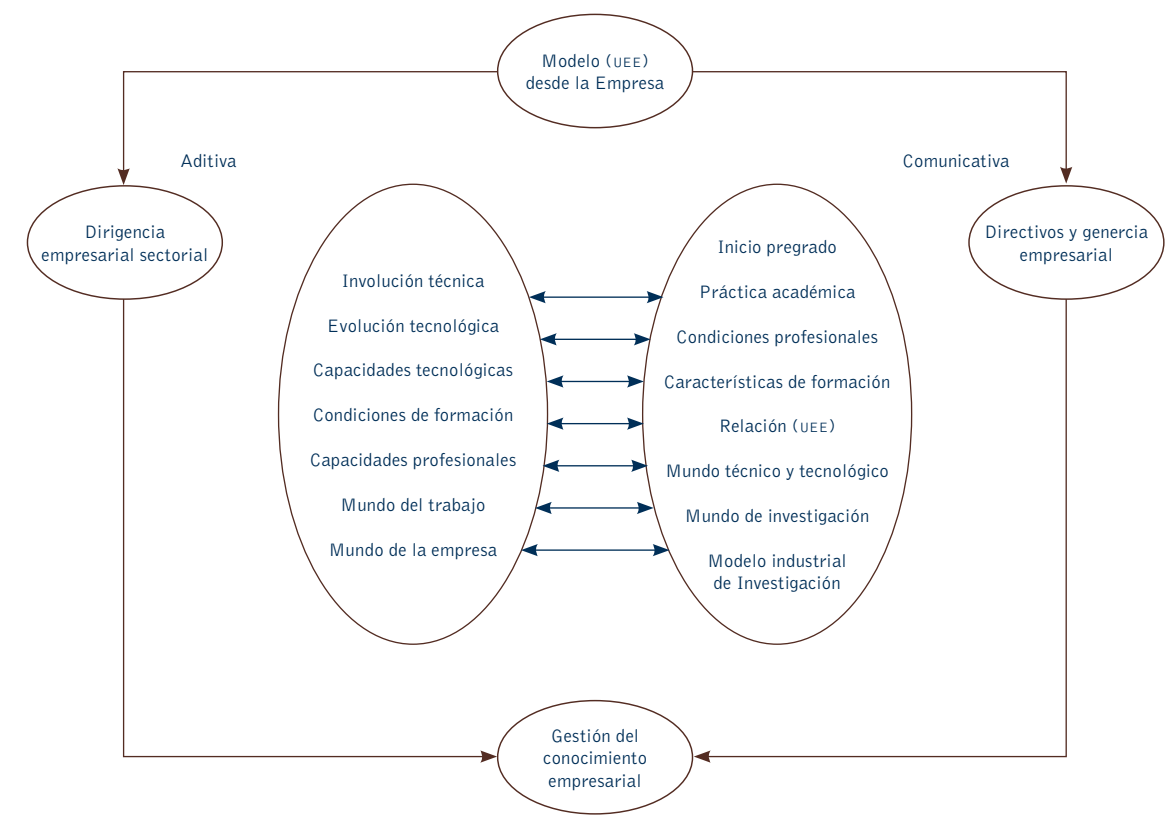 Modelo (UEE)
desde la Empresa
Aditiva
Comunicativa
Dirigencia
empresarial sectorial
Directivos y genercia
empresarial
Involución técnica
Evolución tecnológica
Capacidades tecnológicas
Condiciones de formación
Capacidades profesionales
Mundo del trabajo
Mundo de la empresa
Inicio pregrado
Práctica académica
Condiciones profesionales
Características de formación
Relación (UEE)
Mundo técnico y tecnológico
Mundo de investigación
Modelo industrial
de Investigación
Gestión del
conocimiento
empresarial